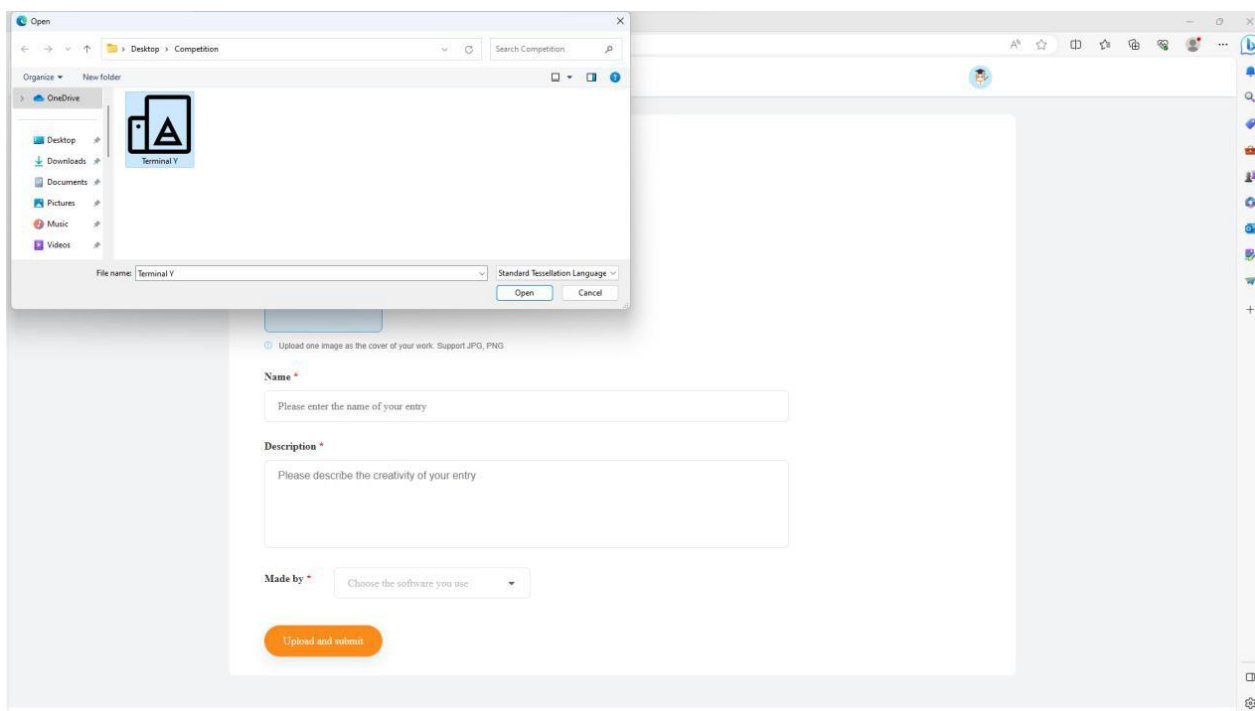 Open
Desktop > Competition
Search Competition
Organize
New folder
OneDrive
Desktop
Downloads
Documents
Pictures
Music
Videos
Terminal Y
File name: Terminal Y
Standard Tessellation Language
Open
Cancel
Upload one image as the cover of your work. Support JPG, PNG
Name *
Please enter the name of your entry
Description *
Please describe the creativity of your entry
Made by *
Choose the software you use
Upload and submit